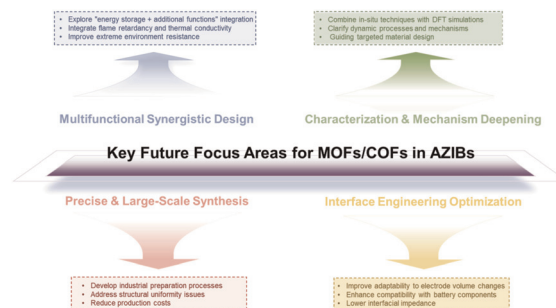 Explore "energy storage + additional functions" integration
Integrate flame retardancy and thermal conductivity
Improve extreme environment resistance
Combine in-situ techniques with DFT simulations
Clarify dynamic processes and mechanisms
Guiding targeted material design
Multifunctional Synergistic Design
Characterization & Mechanism Deepening
Key Future Focus Areas for MOFs/COFs in AZIBs
Precise & Large-Scale Synthesis
Interface Engineering Optimization
Develop industrial preparation processes
Address structural uniformity issues
Reduce production costs
Improve adaptability to electrode volume changes
Enhance compatibility with battery components
Lower interfacial impedance